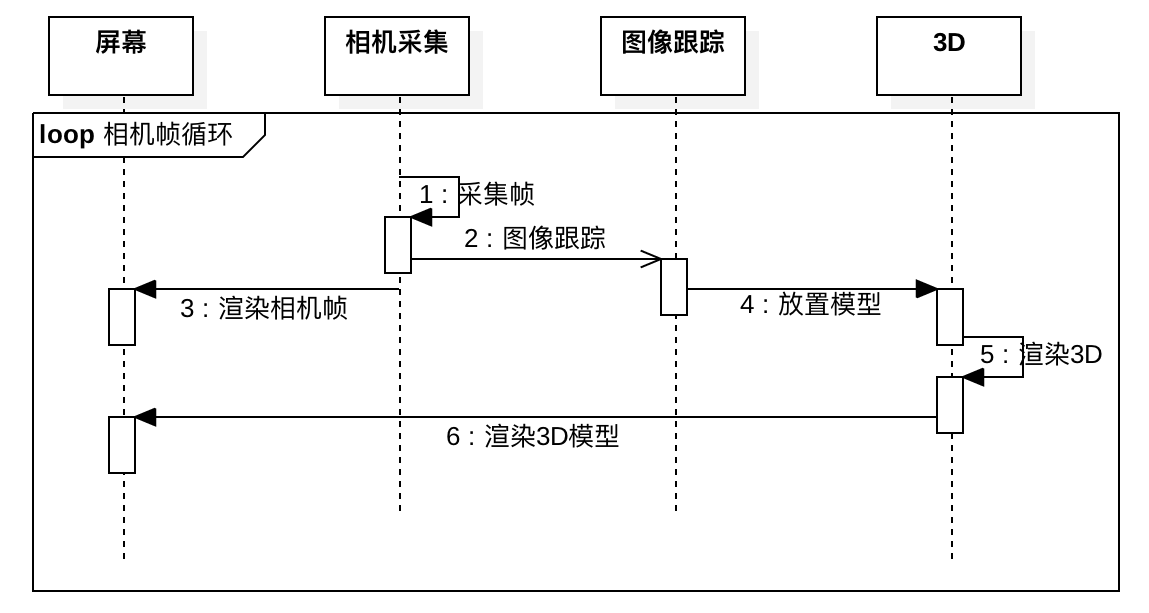 屏幕
相机采集
图像跟踪
3D
loop 相机帧循环
1 : 采集帧
2 : 图像跟踪
3 : 渲染相机帧
4 : 放置模型
5 : 渲染3D
6 : 渲染3D模型